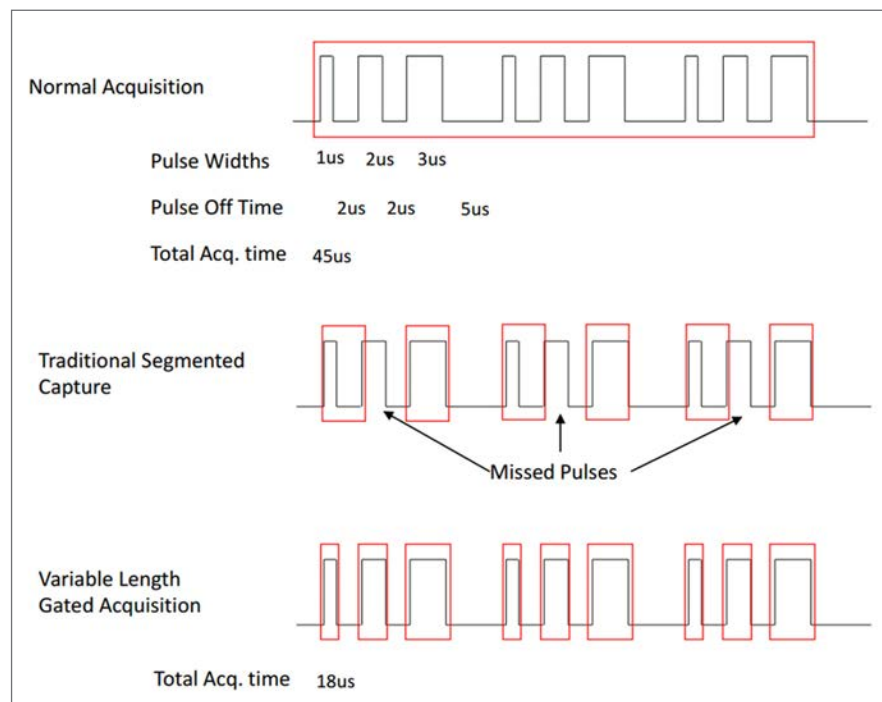 Normal Acquisition
Pulse Widths 1us 2us 3us
Pulse Off Time 2us 2us 5us
Total Acq. time 45us
Traditional Segmented
Capture
Missed Pulses
Variable Length
Gated Acquisition
Total Acq. time 18us